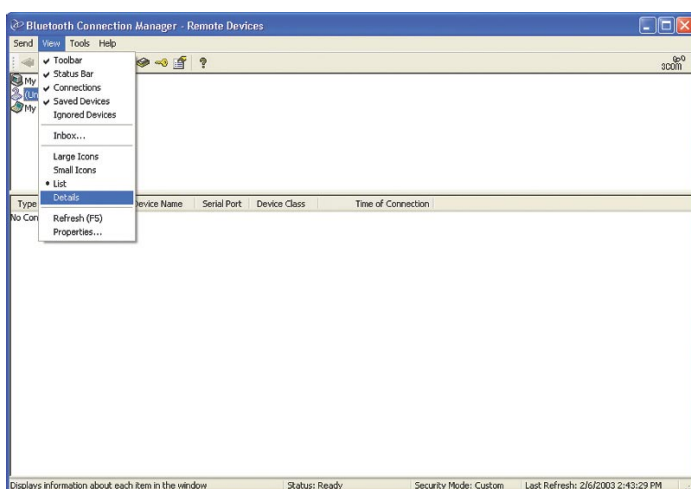 Bluetooth Connection Manager - Remote Devices
Send View Tools Help
Toolbar
3com
Status Bar
My
Connections
(Un
Saved Devices
My
Ignored Devices
Inbox...
Large Icons
Small Icons
List
Details
Type Device Name Serial Port Device Class Time of Connection
No Con
Refresh (F5)
Properties...
Displays information about each item in the window Status: Ready Security Mode: Custom Last Refresh: 2/6/2003 2:43:29 PM